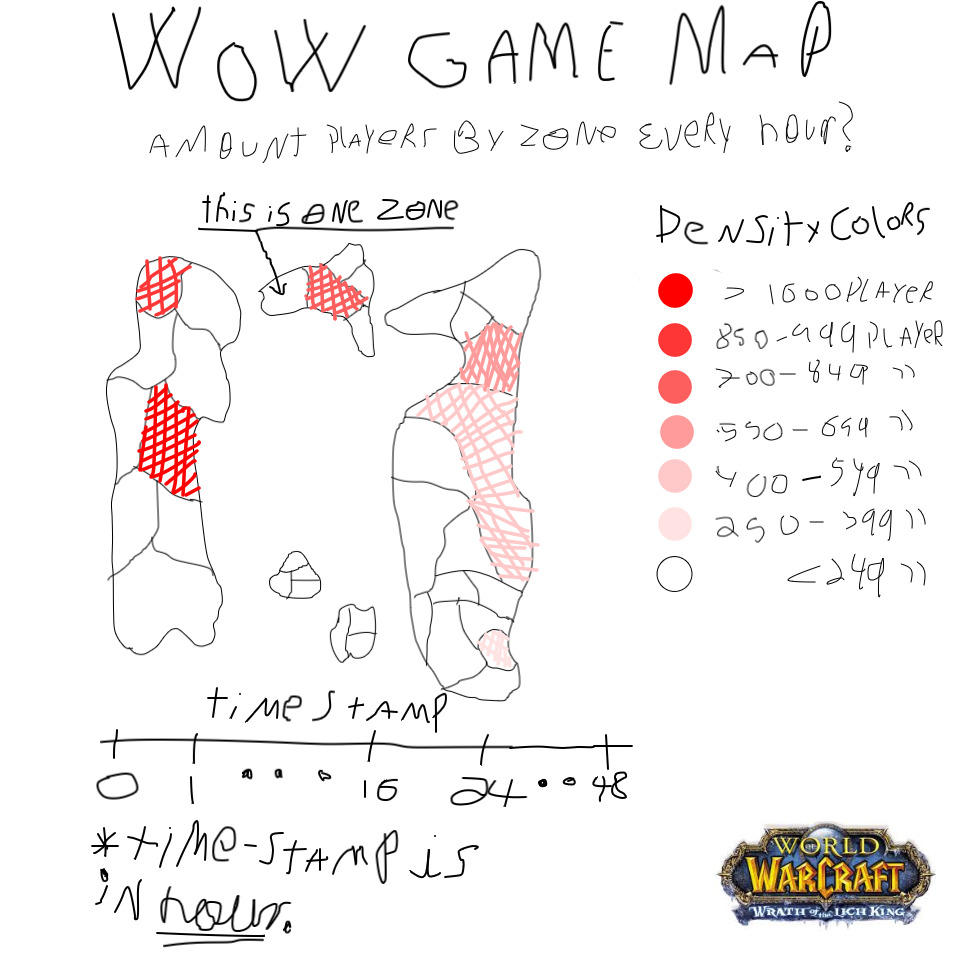 WOW GAME MAP
AMOUNT PLAYERS BY ZONE EVERY hour?
this is ONE ZONE
DENSITY COLORS
> 1000 PLAYER
850-999 PLAYER
700-849 ''
550-699 ''
400-549 ''
250-399 ''
<249 ''
timestAMP
0 1 ... 16 24 .. 48
*tIME-stAMP is
iN hour.
WORLD
WARCRAFT
WRATH of the LICH KING